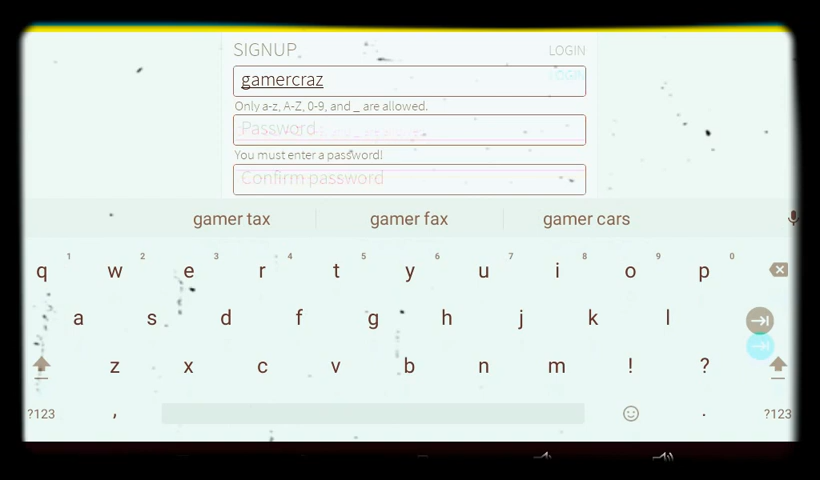 SIGNUP LOGIN
LOGIN
gamercraz
Only a-z, A-Z, 0-9, and _ are allowed.
Password
You must enter a password!
Confirm password
gamer tax gamer fax gamer cars
1 2 3 4 5 6 7 8 9 0
q w e r t y u i o p
a s d f g h j k l
z x c v b n m ! ?
?123 , . ?123